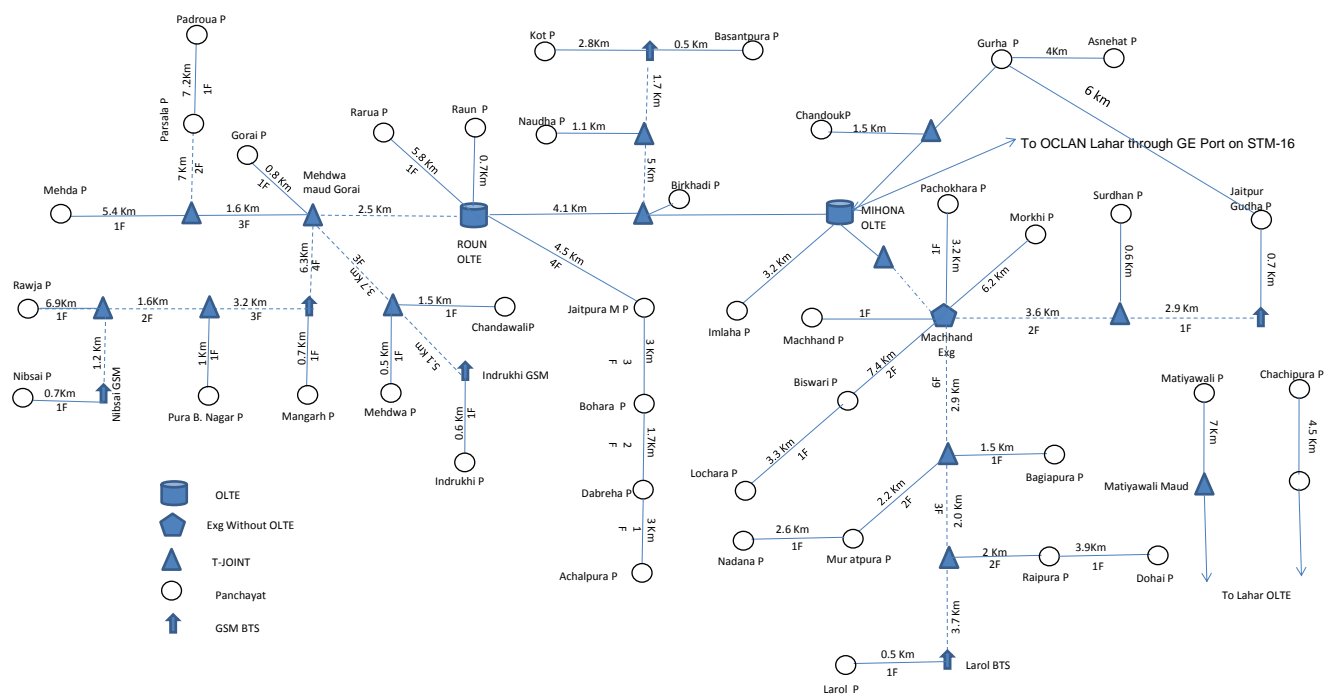 Padroua P
7 .2Km
1F
Parsala P
7 Km
2F
Gorai P
0.8 Km
1F
Mehdwa
maud Gorai
Mehda P
5.4 Km
1F
1.6 Km
3F
2.5 Km
Rarua P
5.8 Km
1F
Raun P
0.7Km
ROUN
OLTE
Kot P
2.8Km
0.5 Km
Basantpura P
1.7 Km
Naudha P
1.1 Km
5 Km
Birkhadi P
4.1 Km
Gurha P
4Km
Asnehat P
6 km
ChandoukP
1.5 Km
To OCLAN Lahar through GE Port on STM-16
MIHONA
OLTE
Pachokhara P
3.2 Km
1F
Morkhi P
6.2 Km
Surdhan P
0.6 Km
Jaitpur
Gudha P
0.7 Km
3.2 Km
Imlaha P
Machhand P
1F
Machhand
Exg
3.6 Km
2F
2.9 Km
1F
Rawja P
6.9Km
1F
1.6Km
2F
3.2 Km
3F
6.3Km
4F
3F
3.7 Km
1.5 Km
1F
ChandawaliP
1.2 Km
Nibsai P
0.7Km
1F
Nibsai GSM
1 Km
1F
Pura B. Nagar P
0.7 Km
1F
Mangarh P
0.5 Km
1F
Mehdwa P
5.1 Km
Indrukhi GSM
0.6 Km
1F
Indrukhi P
4.5 Km
4F
Jaitpura M P
3 Km
3
F
Bohara P
1.7Km
2
F
Dabreha P
3 Km
1
F
Achalpura P
7.4 Km
2F
Biswari P
3.3 Km
1F
Lochara P
6F
2.9 Km
1.5 Km
1F
Bagiapura P
2.2 Km
2F
2.6 Km
1F
Nadana P
Mur atpura P
3F
2.0 Km
2 Km
2F
Raipura P
3.9Km
1F
Dohai P
3.7 Km
0.5 Km
1F
Larol P
Larol BTS
Matiyawali P
7 Km
Matiyawali Maud
Chachipura P
4.5 Km
To Lahar OLTE
OLTE
Exg Without OLTE
T-JOINT
Panchayat
GSM BTS